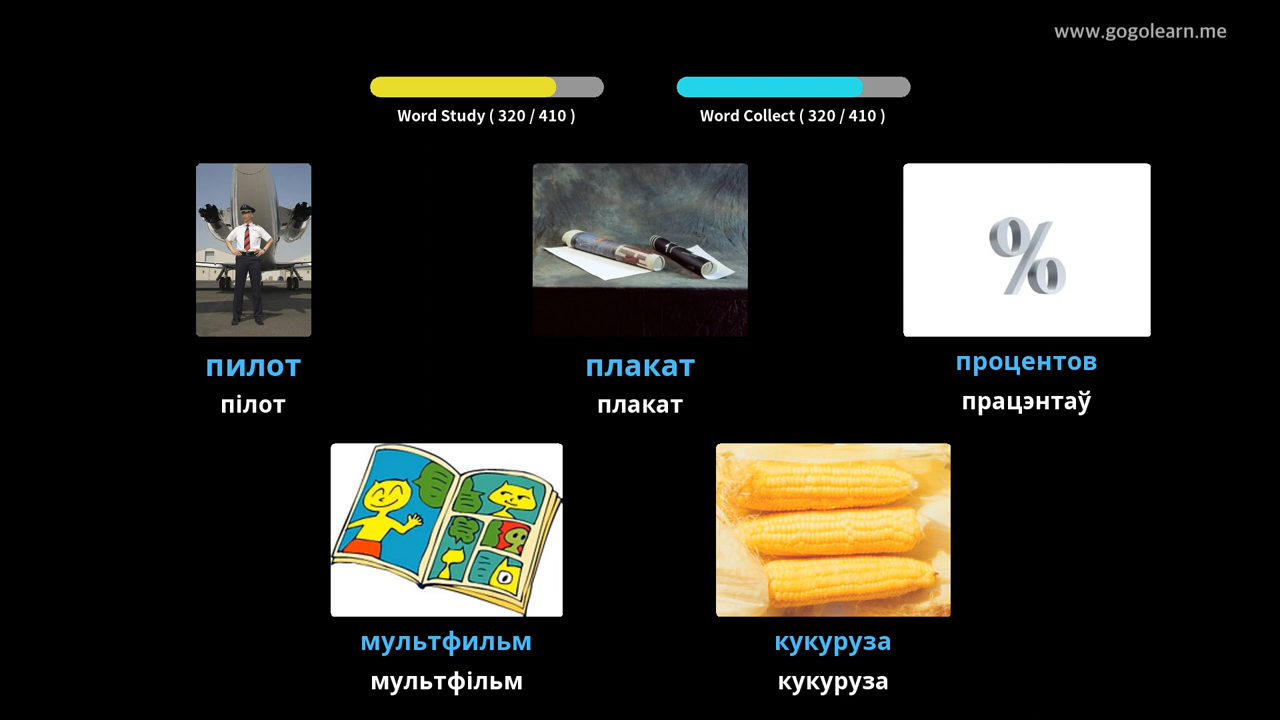 www.gogolearn.me
Word Study ( 320 / 410 )
Word Collect ( 320 / 410 )
пилот
пілот
плакат
плакат
процентов
працэнтаў
мультфильм
мультфільм
кукуруза
кукуруза